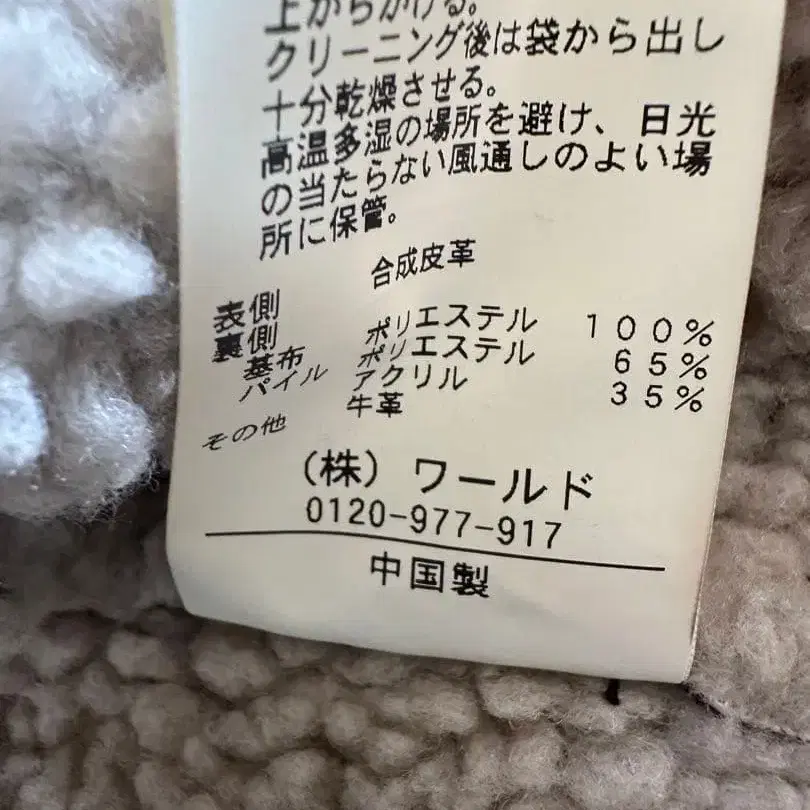 上からかける。
クリーニング後は袋から出し
十分乾燥させる。
高温多湿の場所を避け、日光
の当たらない風通しのよい場
所に保管。
表側 合成皮革
裏側
基布 ポリエステル 100%
パイル ポリエステル 65%
アクリル 35%
その他 牛革
(株) ワールド
0120-977-917
中国製